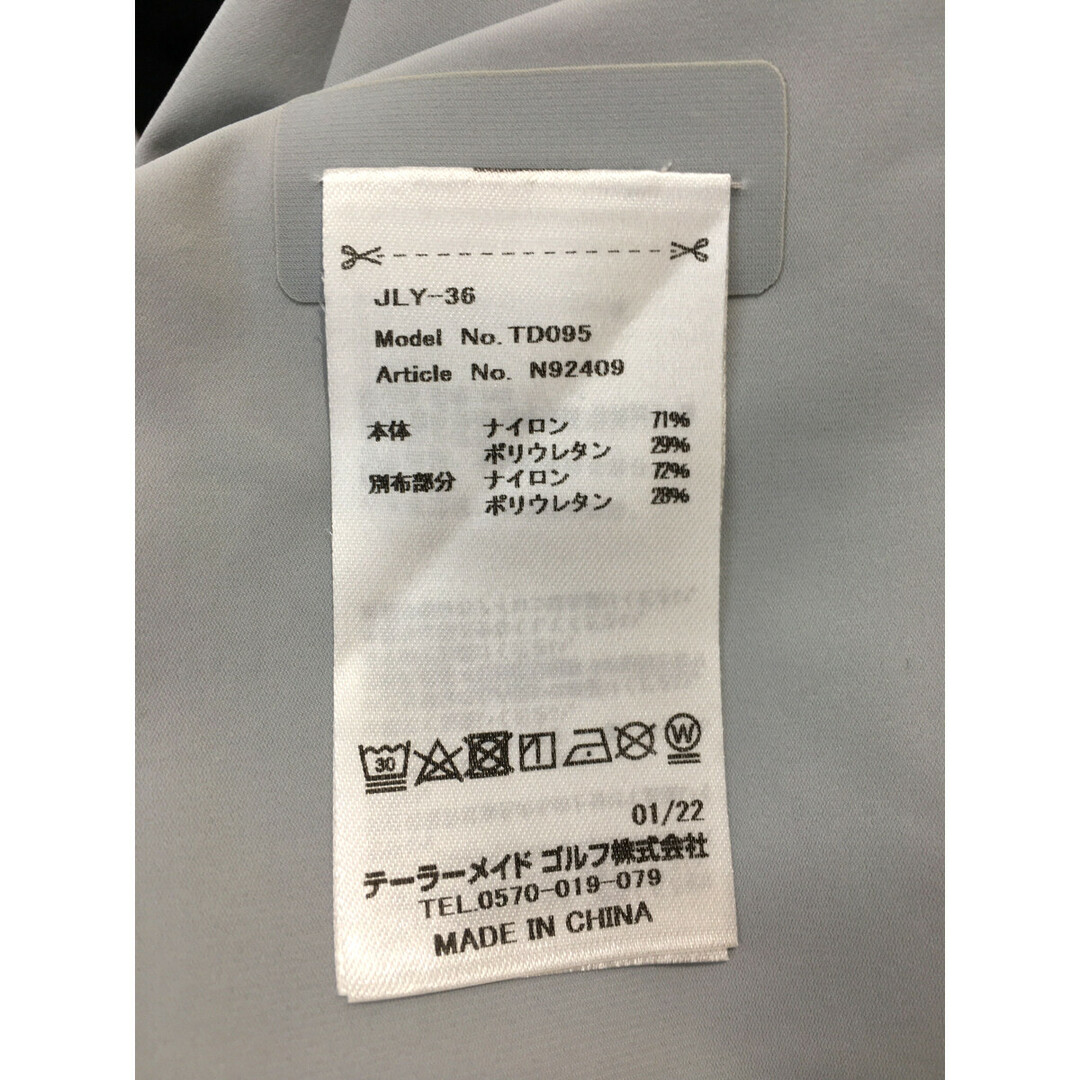 JLY-36
Model No. TD095
Article No. N92409
本体 ナイロン 71%
ポリウレタン 29%
別布部分 ナイロン 72%
ポリウレタン 28%
30 W
01/22
テーラーメイド ゴルフ株式会社
TEL.0570-019-079
MADE IN CHINA